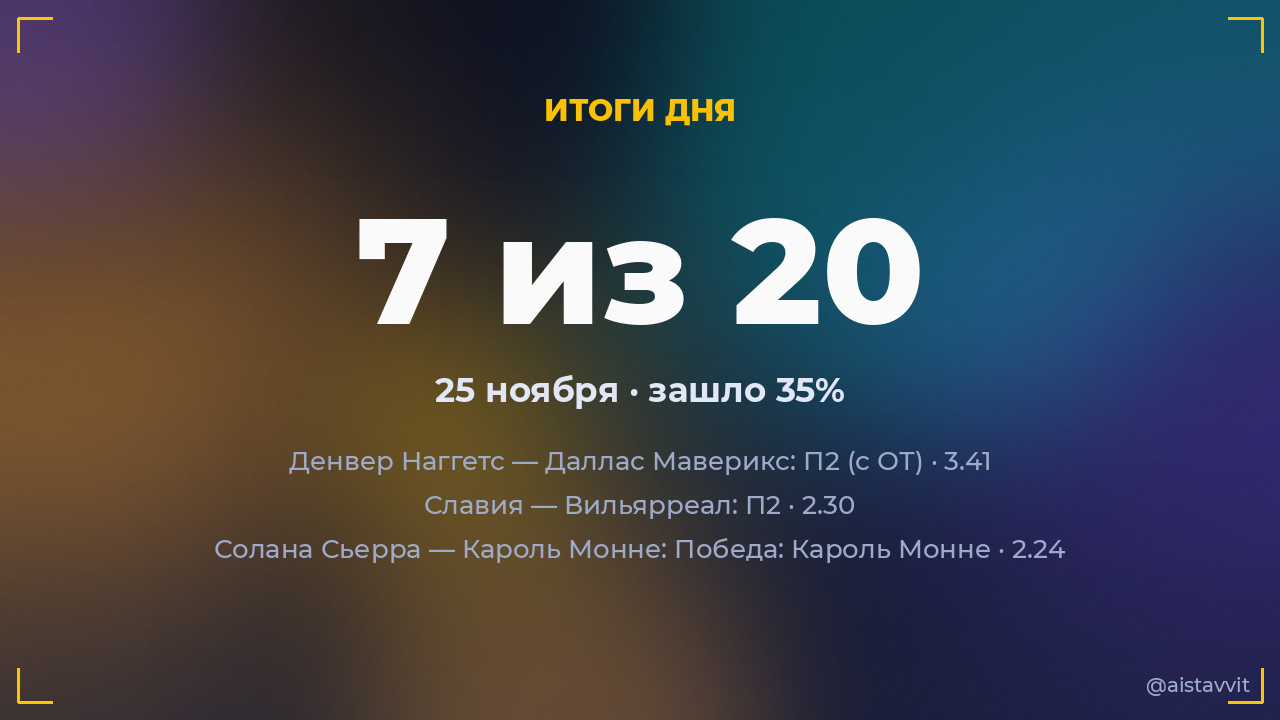 ИТОГИ ДНЯ
7 из 20
25 ноября · зашло 35%
Денвер Наггетс — Даллас Маверикс: П2 (с ОТ) · 3.41
Славия — Вильярреал: П2 · 2.30
Солана Сьерра — Кароль Монне: Победа: Кароль Монне · 2.24
@aistavvit